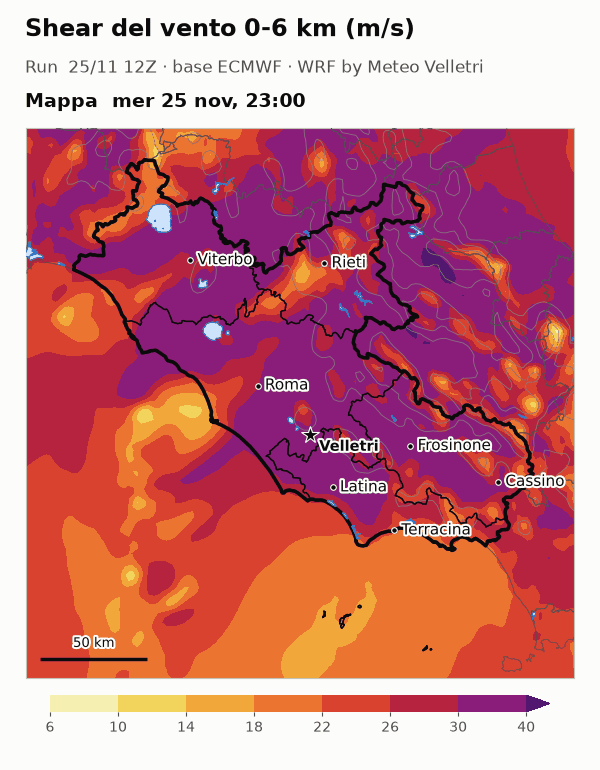 Shear del vento 0-6 km (m/s)
Run 25/11 12Z · base ECMWF · WRF by Meteo Velletri
Mappa mer 25 nov, 23:00
Viterbo
Rieti
Roma
Velletri
Frosinone
Latina
Cassino
Terracina
50 km
6 10 14 18 22 26 30 40